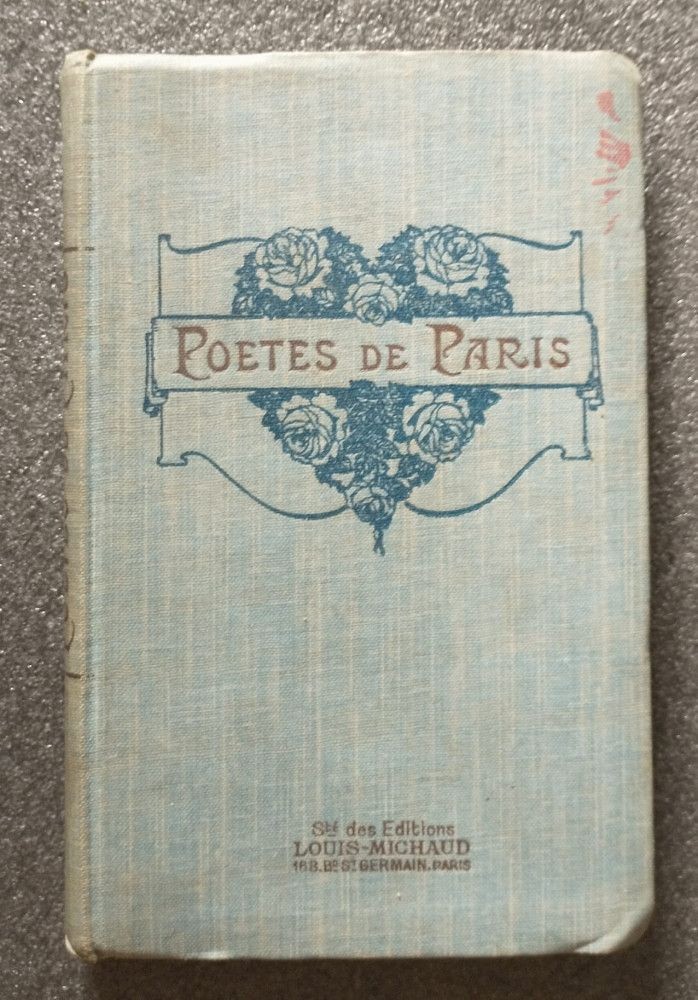 POETES DE PARIS
Sté des Editions
LOUIS-MICHAUD
168. Bd St GERMAIN. PARIS